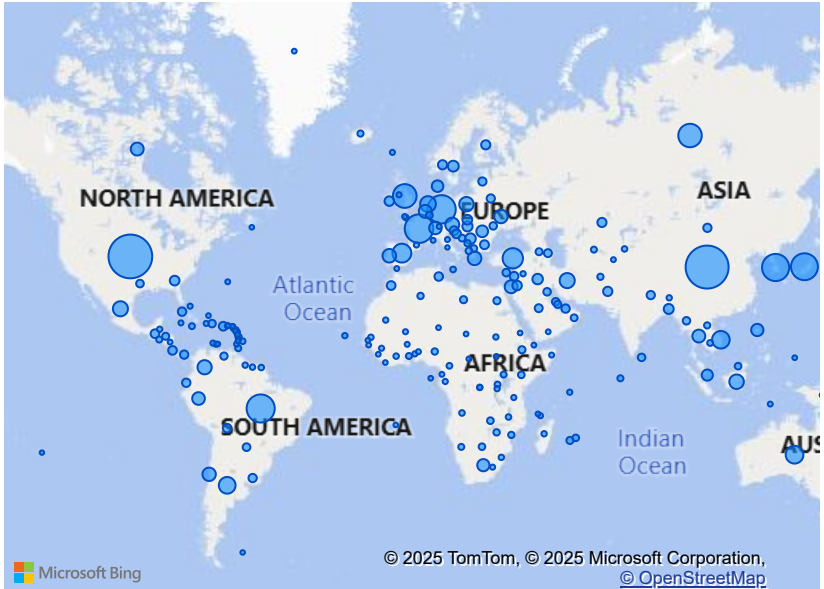 NORTH AMERICA
EUROPE
ASIA
Atlantic
Ocean
AFRICA
SOUTH AMERICA
Indian
Ocean
AUS
© 2025 TomTom, © 2025 Microsoft Corporation,
Microsoft Bing
© OpenStreetMap